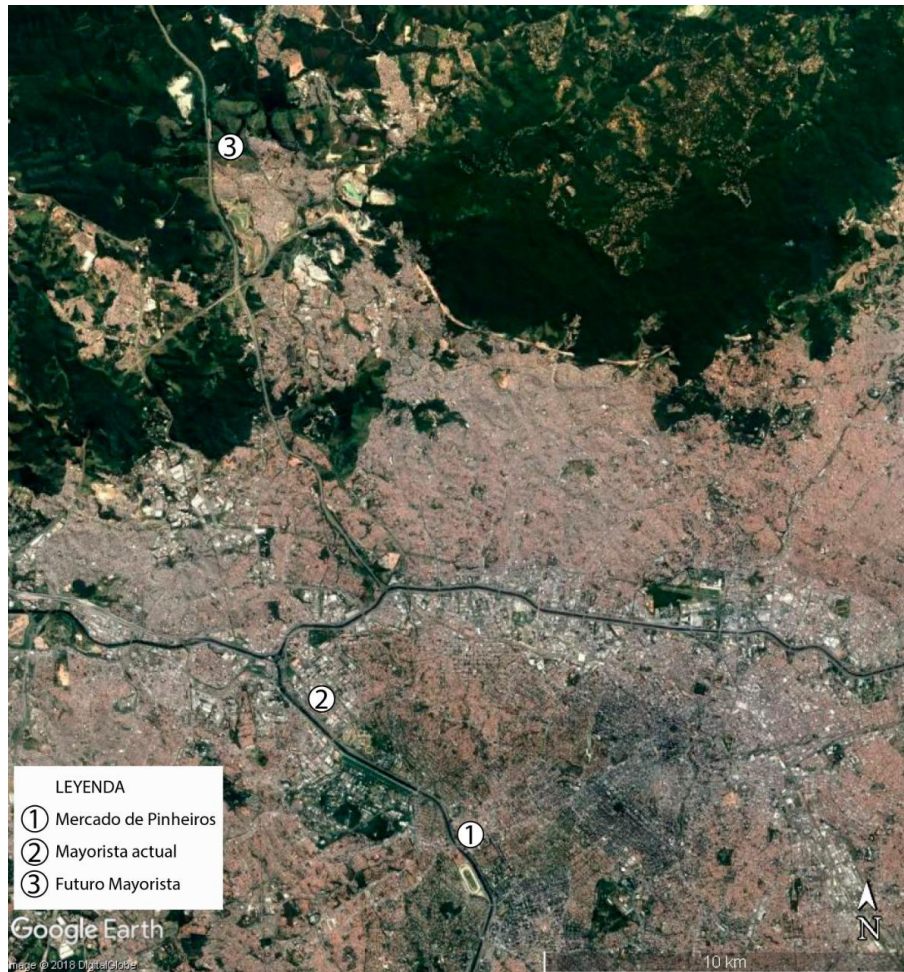 3
2
1
LEYENDA
1 Mercado de Pinheiros
2 Mayorista actual
3 Futuro Mayorista
N
Google Earth
Image © 2018 DigitalGlobe
10 km